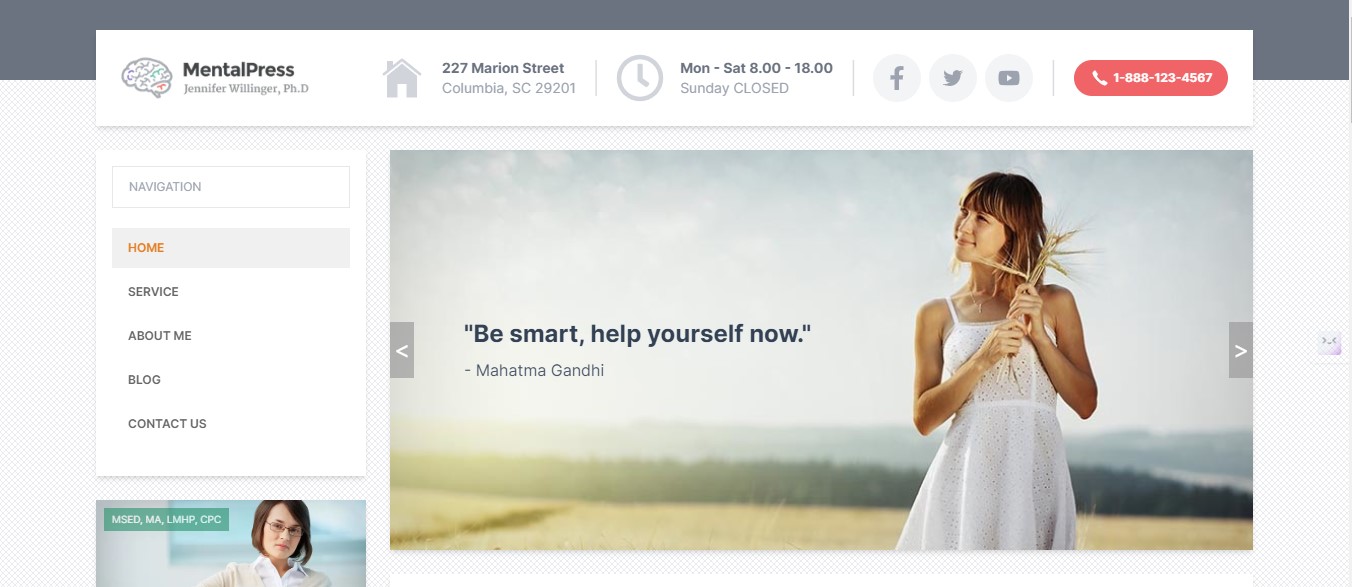 MentalPress
Jennifer Willinger, Ph.D
227 Marion Street
Columbia, SC 29201
Mon - Sat 8.00 - 18.00
Sunday CLOSED
1-888-123-4567
NAVIGATION
HOME
SERVICE
ABOUT ME
BLOG
CONTACT US
"Be smart, help yourself now."
- Mahatma Gandhi
<
>
MSED, MA, LMHP, CPC